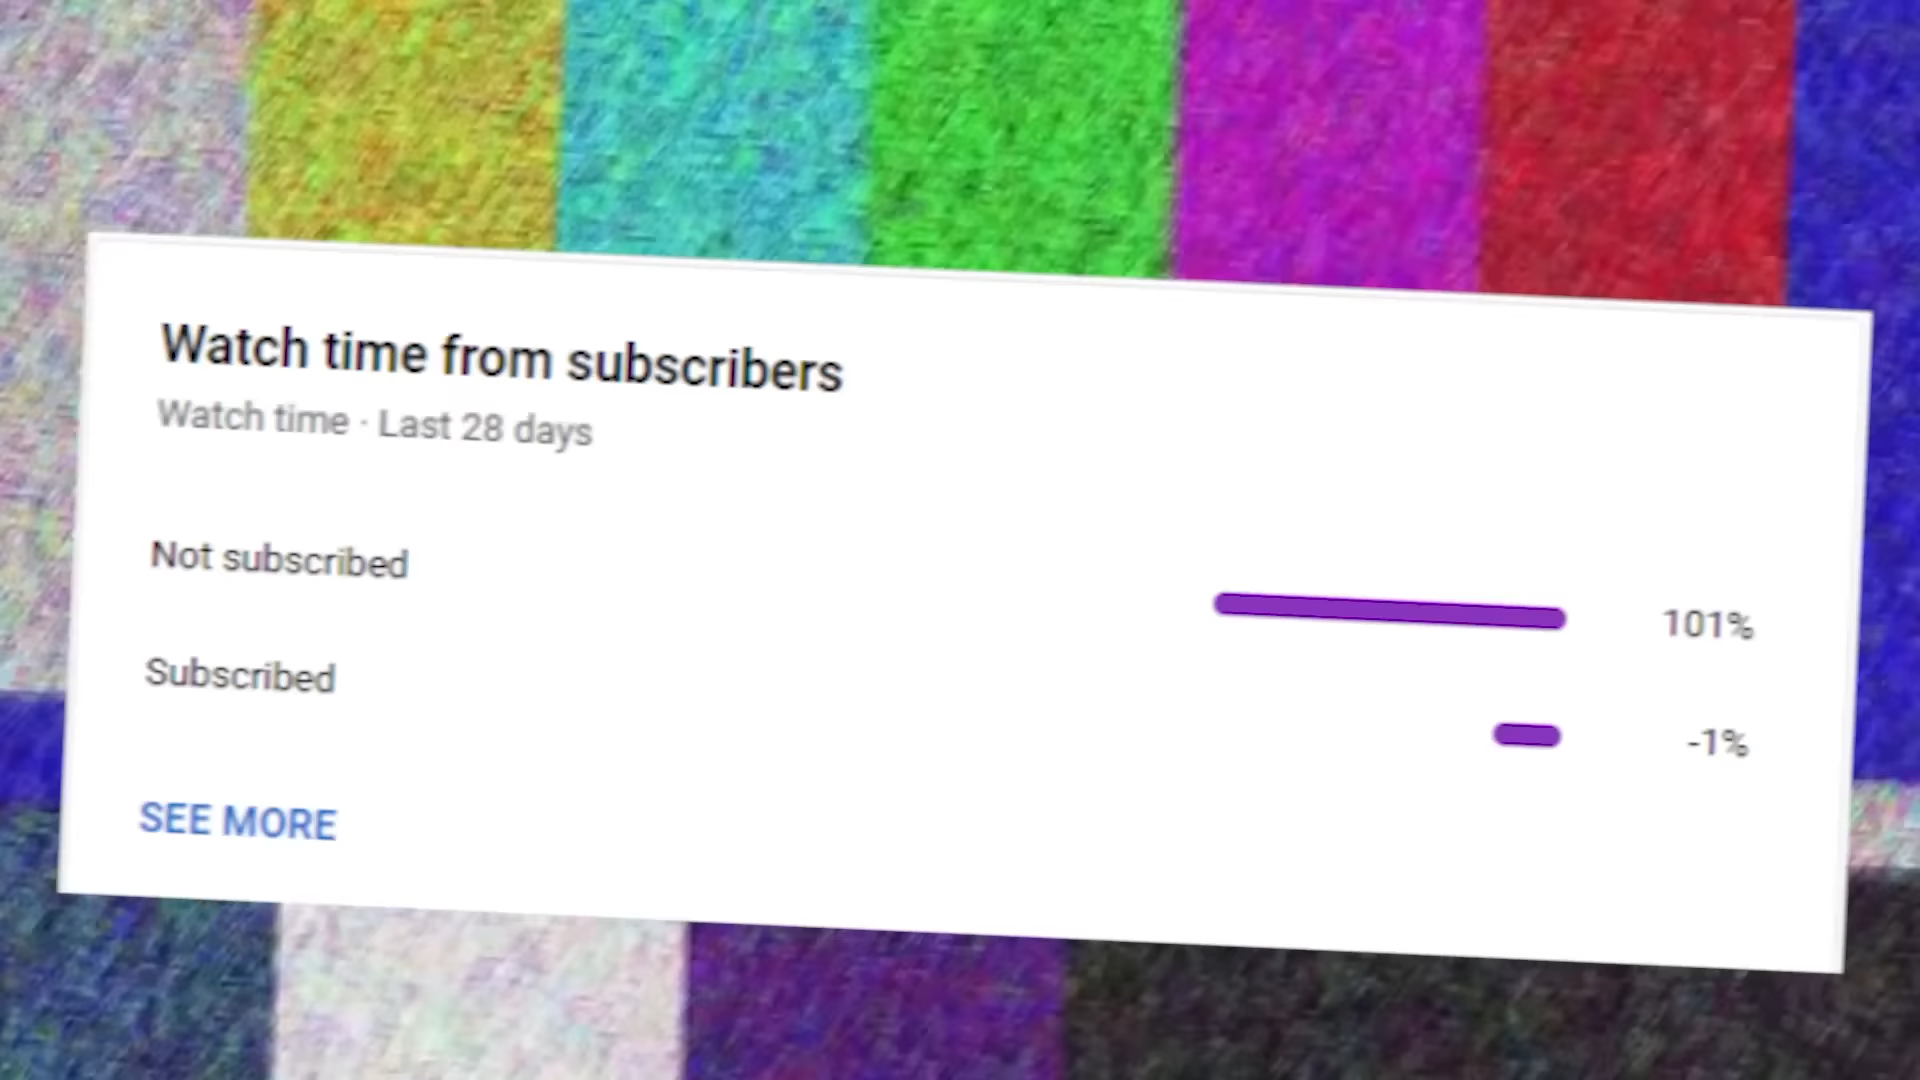 Watch time from subscribers
Watch time · Last 28 days
Not subscribed 101%
Subscribed -1%
SEE MORE